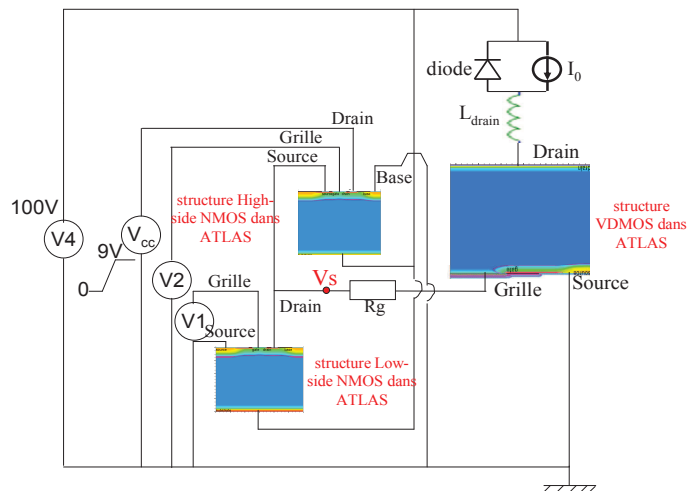 diode
I0
Ldrain
Drain
Drain
Grille
Source
Base
structure High-
side NMOS dans
ATLAS
structure
VDMOS dans
ATLAS
100V
V4
9V
0
Vcc
V2
V1
Grille
Source
Drain
Vs
Rg
Grille
Source
structure Low-
side NMOS dans
ATLAS